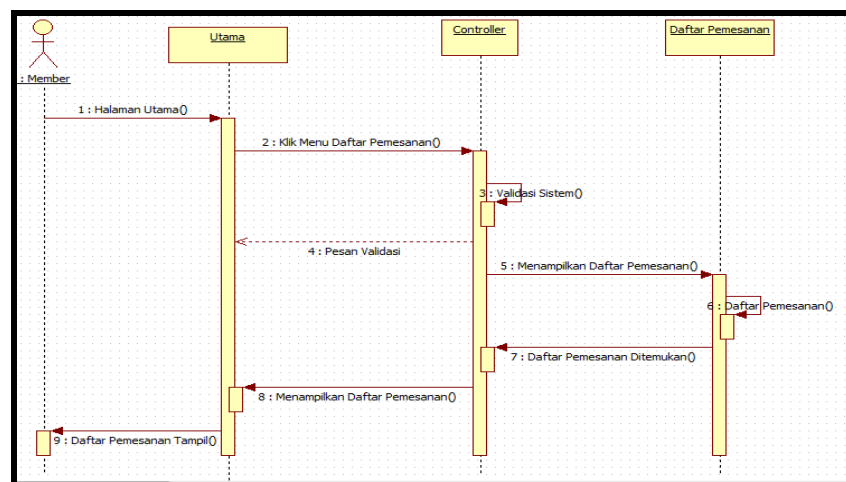 Utama
Controller
Daftar Pemesanan
: Member
1 : Halaman Utama()
2 : Klik Menu Daftar Pemesanan()
3 : Validasi Sistem()
4 : Pesan Validasi
5 : Menampilkan Daftar Pemesanan()
6 : Daftar Pemesanan()
7 : Daftar Pemesanan Ditemukan()
8 : Menampilkan Daftar Pemesanan()
9 : Daftar Pemesanan Tampil()